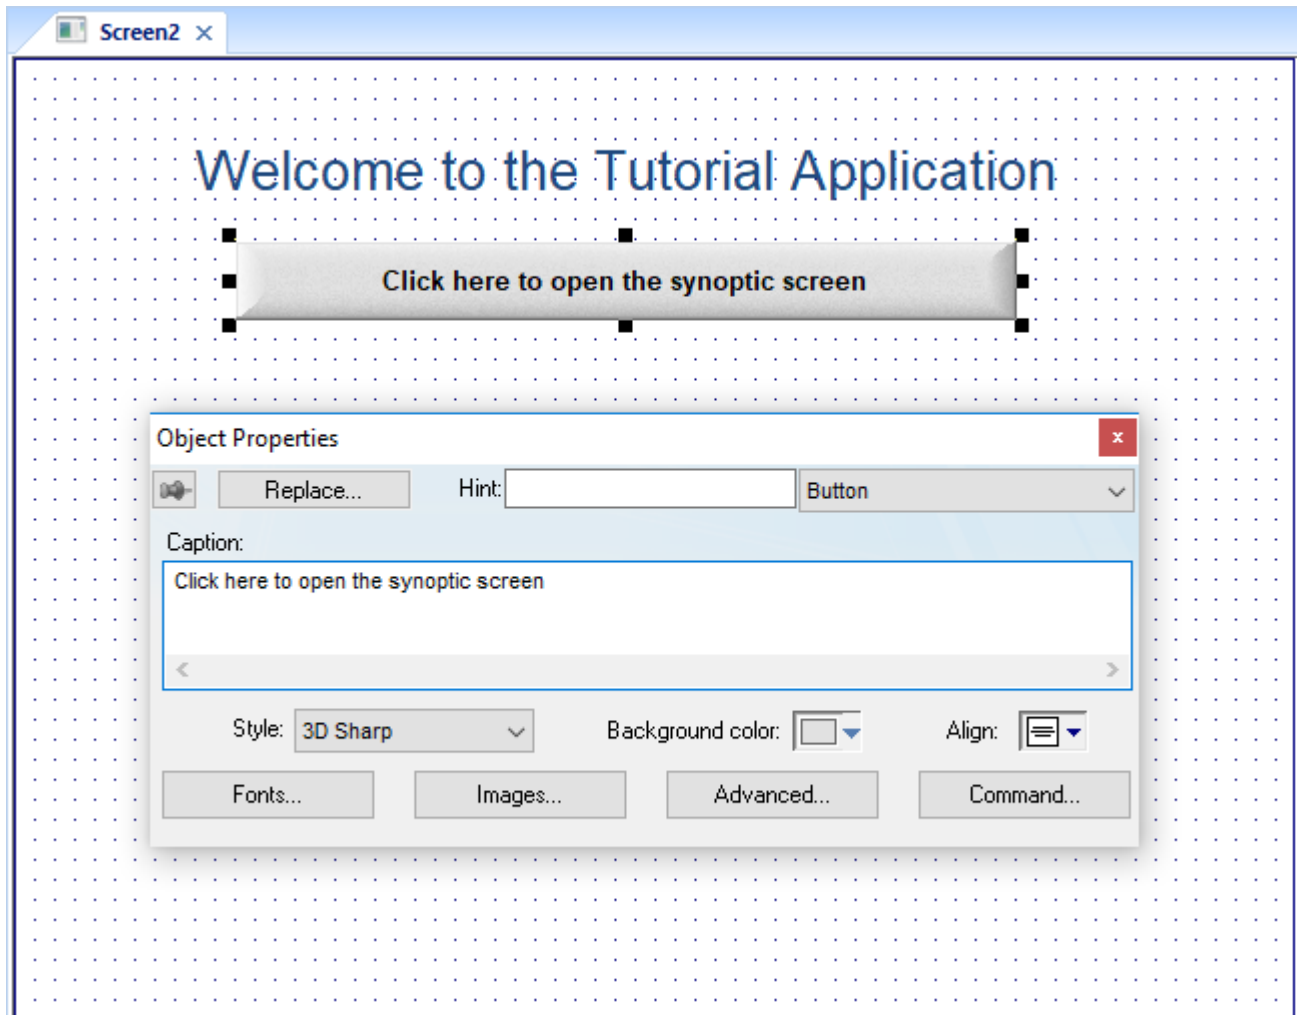 Screen2
Welcome to the Tutorial Application
Click here to open the synoptic screen
Object Properties
Replace... Hint: Button
Caption:
Click here to open the synoptic screen
Style: 3D Sharp Background color: Align:
Fonts... Images... Advanced... Command...